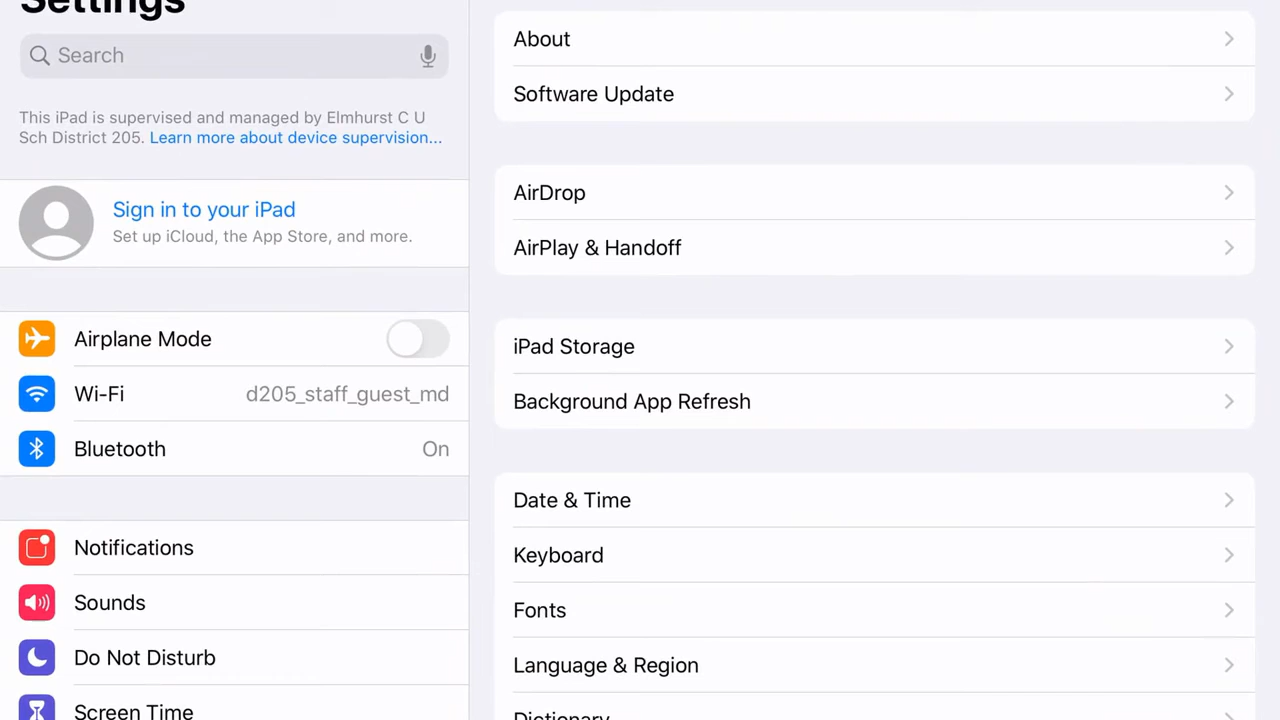 Settings
Search
This iPad is supervised and managed by Elmhurst C U
Sch District 205. Learn more about device supervision...
Sign in to your iPad
Set up iCloud, the App Store, and more.
Airplane Mode
Wi-Fi d205_staff_guest_md
Bluetooth On
Notifications
Sounds
Do Not Disturb
Screen Time
About
Software Update
AirDrop
AirPlay & Handoff
iPad Storage
Background App Refresh
Date & Time
Keyboard
Fonts
Language & Region
Dictionary